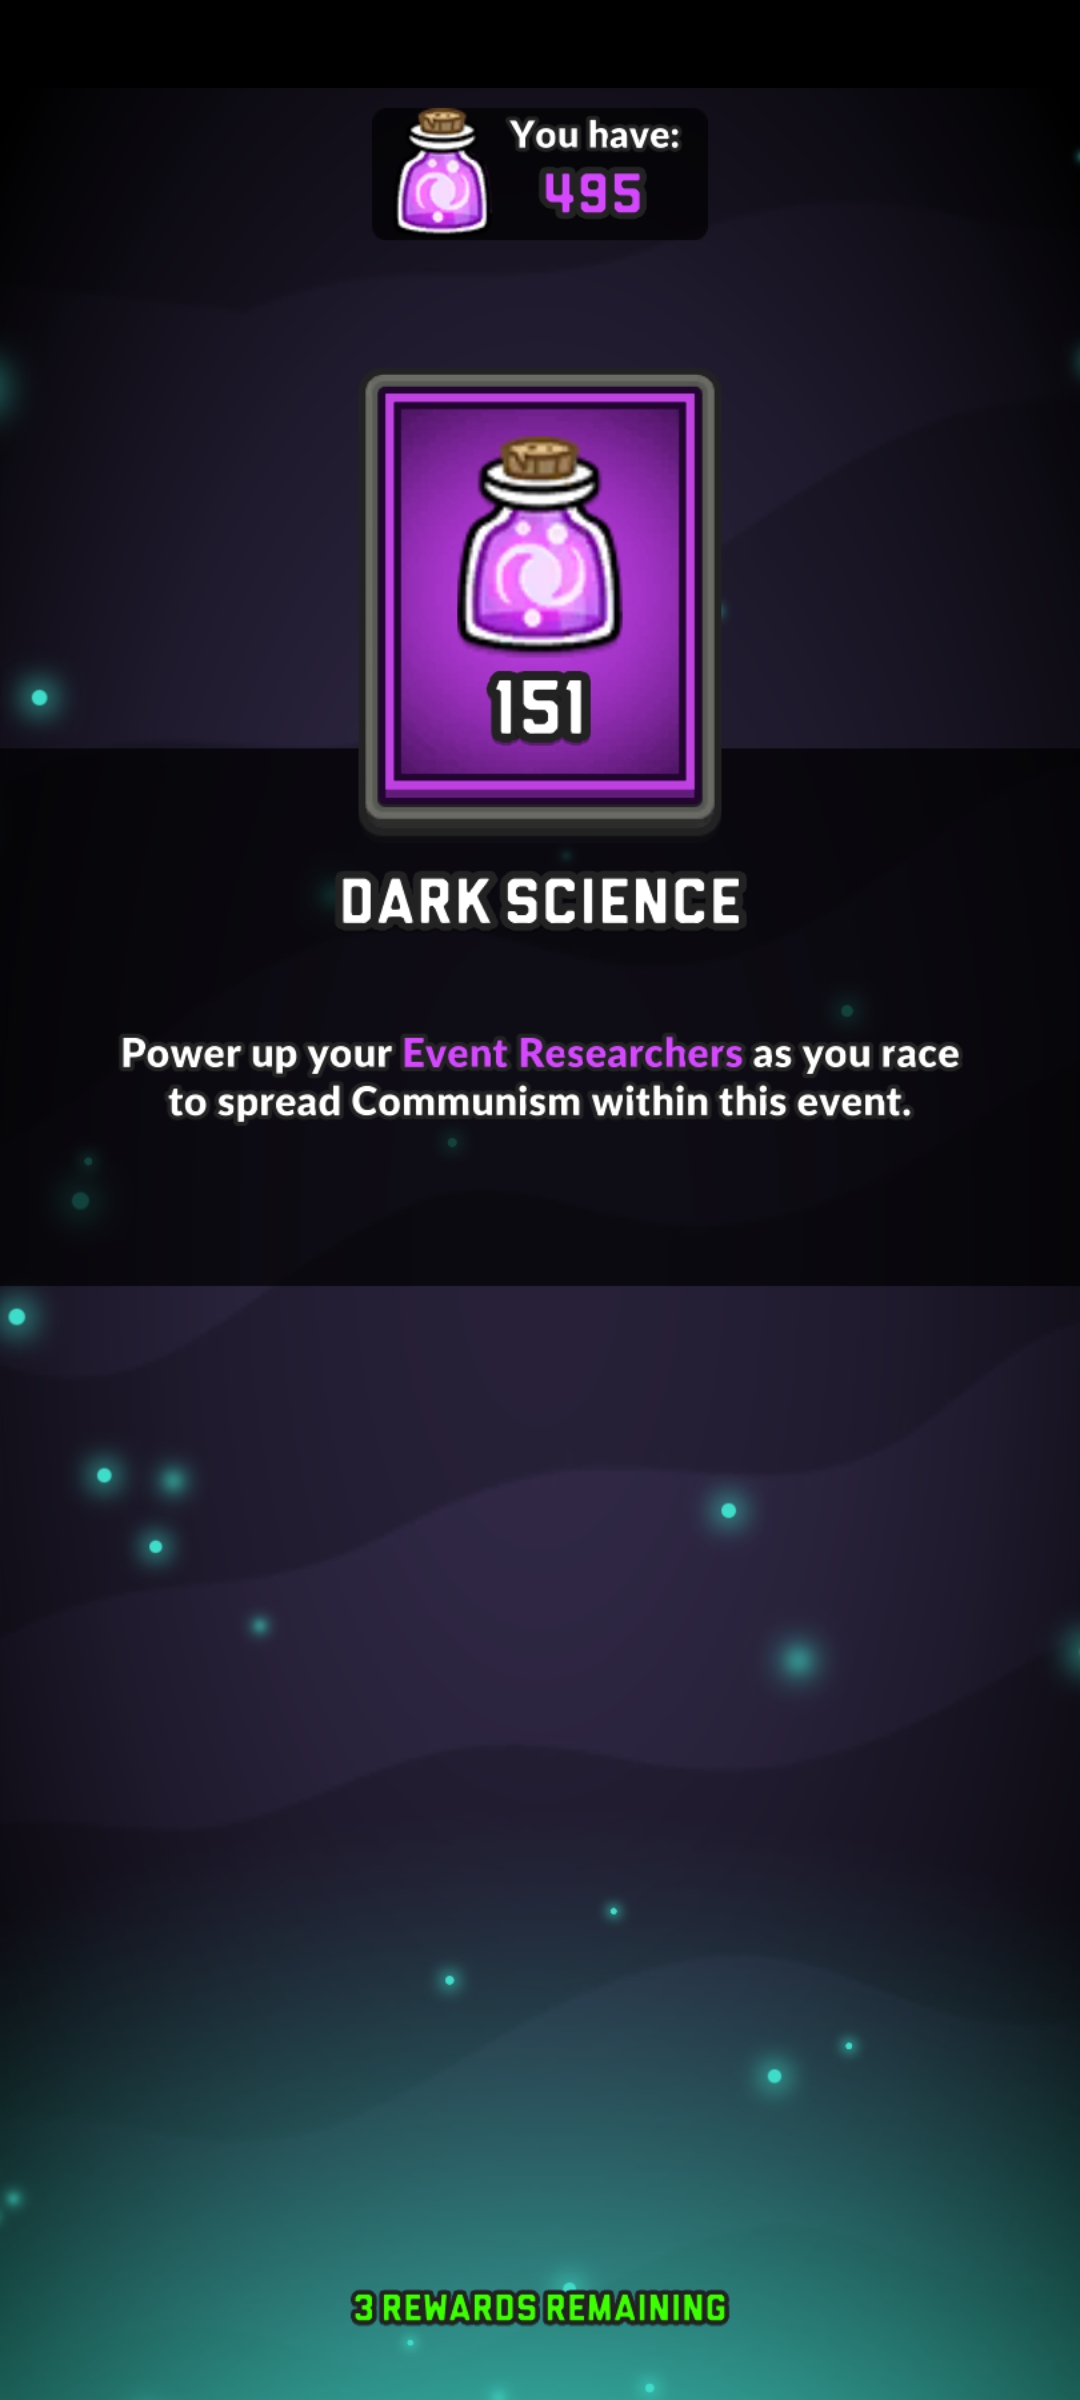 You have:
495
151
DARK SCIENCE
Power up your Event Researchers as you race
to spread Communism within this event.
3 REWARDS REMAINING